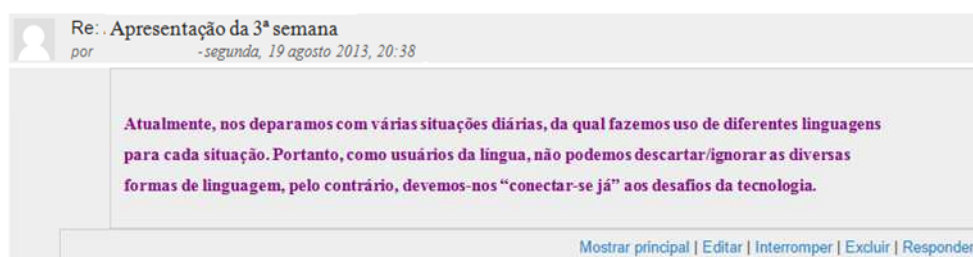 Re: Apresentação da 3ª semana
por - segunda, 19 agosto 2013, 20:38
Atualmente, nos deparamos com várias situações diárias, da qual fazemos uso de diferentes linguagens
para cada situação. Portanto, como usuários da língua, não podemos descartar/ignorar as diversas
formas de linguagem, pelo contrário, devemos-nos “conectar-se já” aos desafios da tecnologia.
Mostrar principal | Editar | Interromper | Excluir | Responder